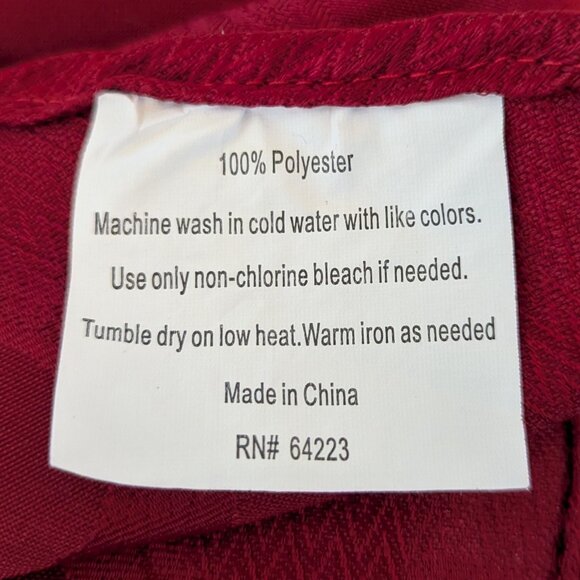 100% Polyester
Machine wash in cold water with like colors.
Use only non-chlorine bleach if needed.
Tumble dry on low heat.Warm iron as needed
Made in China
RN# 64223